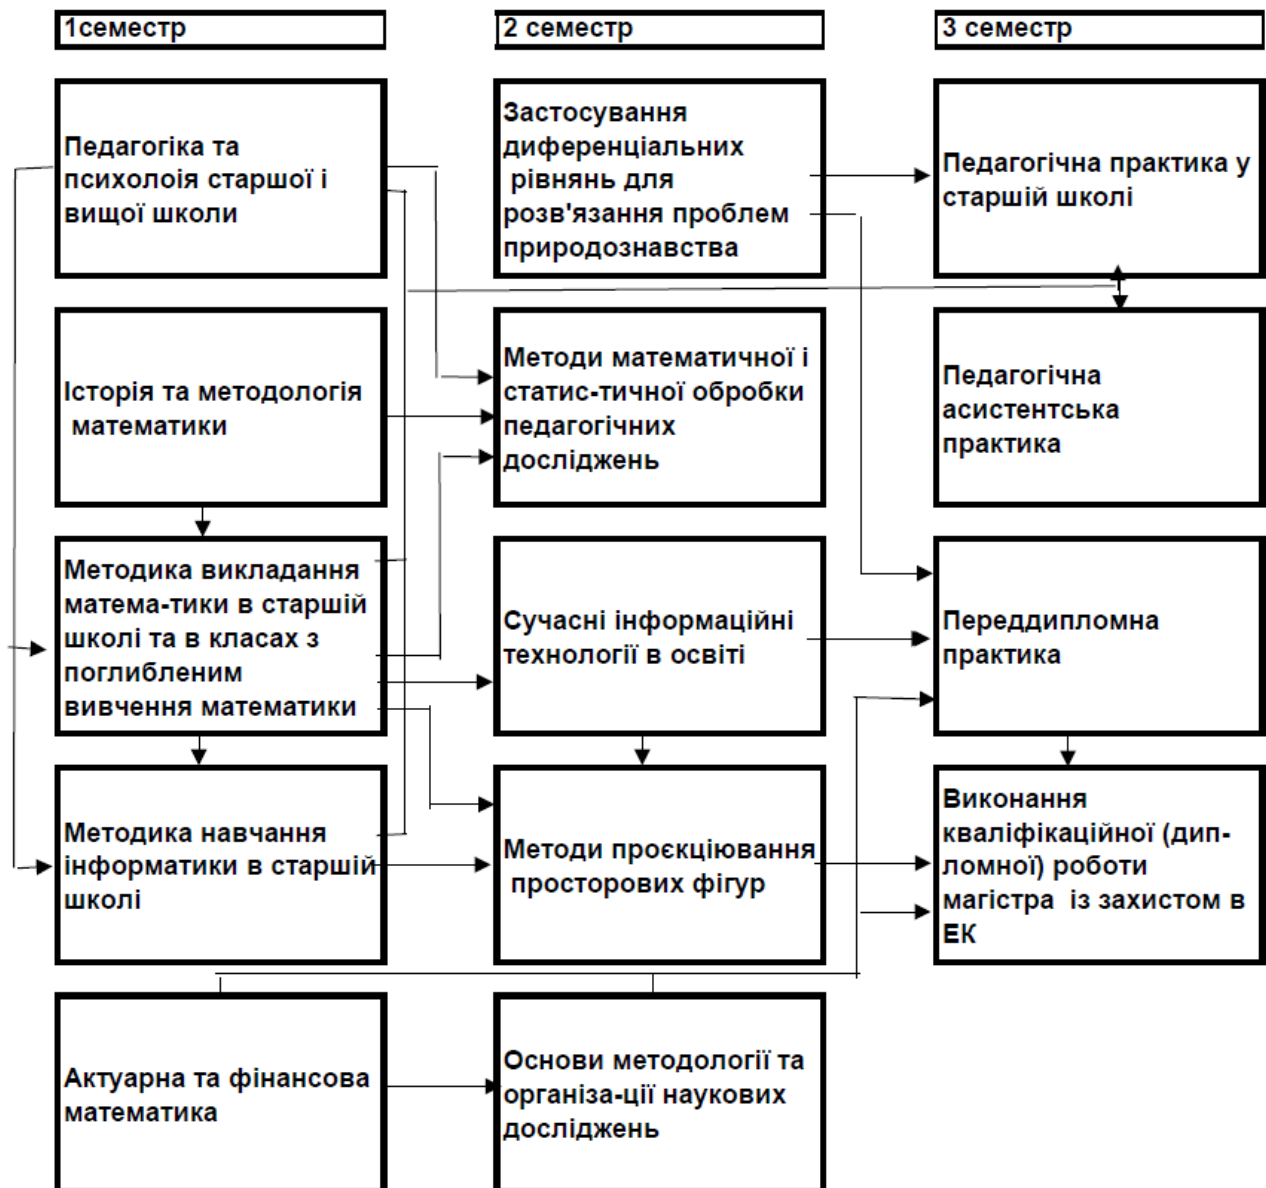 1семестр
2 семестр
3 семестр
Педагогіка та
психолоія старшої і
вищої школи
Застосування
диференціальних
рівнянь для
розв'язання проблем
природознавства
Педагогічна практика у
старшій школі
Історія та методологія
математики
Методи математичної і
статис-тичної обробки
педагогічних
досліджень
Педагогічна
асистентська
практика
Методика викладання
матема-тики в старшій
школі та в класах з
поглибленим
вивчення математики
Сучасні інформаційні
технології в освіті
Переддипломна
практика
Методика навчання
інформатики в старшій
школі
Методи проєкціювання
просторових фігур
Виконання
кваліфікаційної (дип-
ломної) роботи
магістра із захистом в
ЕК
Актуарна та фінансова
математика
Основи методології та
організа-ції наукових
досліджень